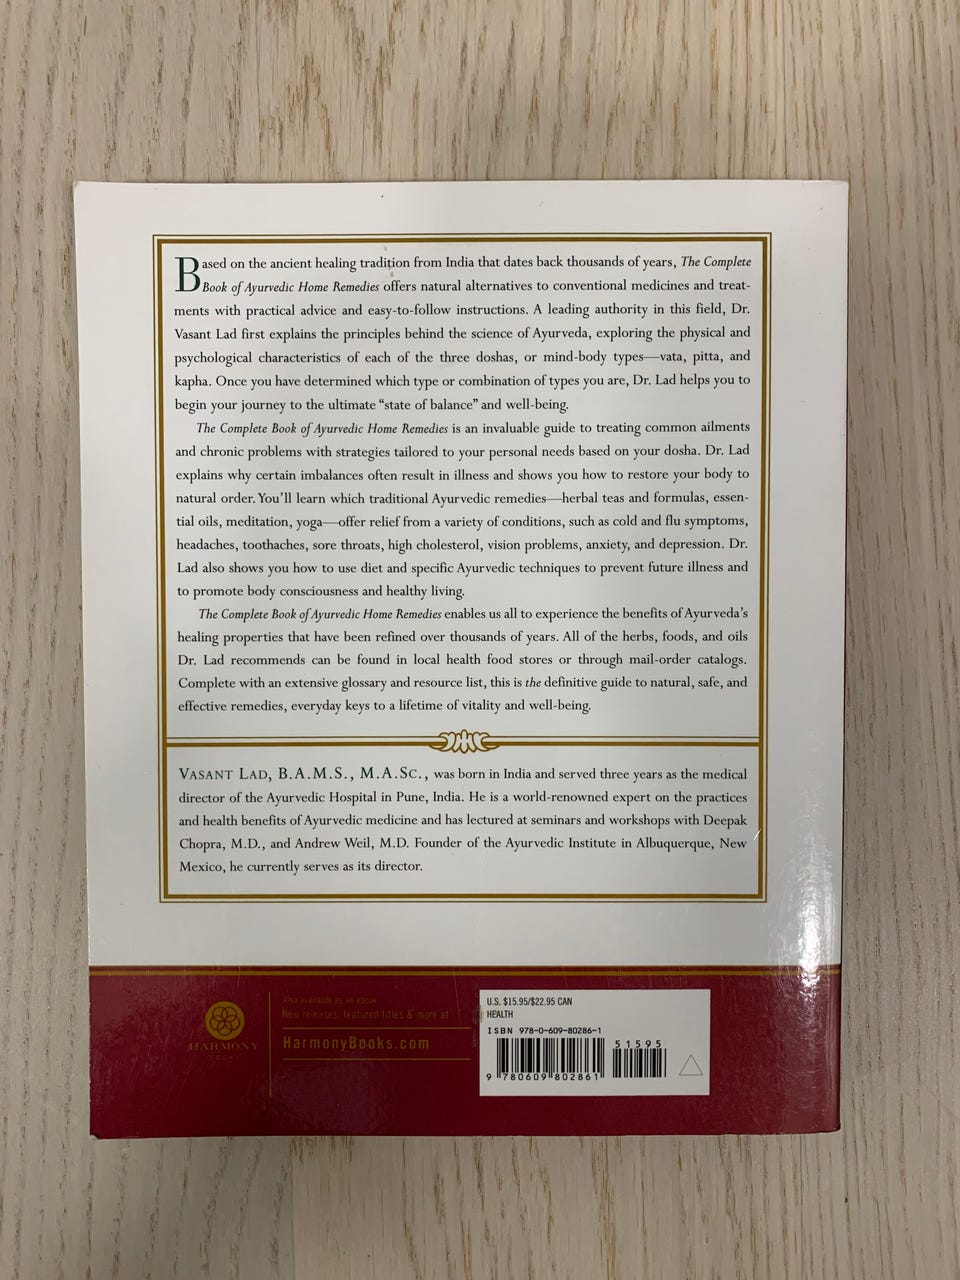 Based on the ancient healing tradition from India that dates back thousands of years, The Complete
Book of Ayurvedic Home Remedies offers natural alternatives to conventional medicines and treat-
ments with practical advice and easy-to-follow instructions. A leading authority in this field, Dr.
Vasant Lad first explains the principles behind the science of Ayurveda, exploring the physical and
psychological characteristics of each of the three doshas, or mind-body types—vata, pitta, and
kapha. Once you have determined which type or combination of types you are, Dr. Lad helps you to
begin your journey to the ultimate “state of balance” and well-being.
The Complete Book of Ayurvedic Home Remedies is an invaluable guide to treating common ailments
and chronic problems with strategies tailored to your personal needs based on your dosha. Dr. Lad
explains why certain imbalances often result in illness and shows you how to restore your body to
natural order. You’ll learn which traditional Ayurvedic remedies—herbal teas and formulas, essen-
tial oils, meditation, yoga—offer relief from a variety of conditions, such as cold and flu symptoms,
headaches, toothaches, sore throats, high cholesterol, vision problems, anxiety, and depression. Dr.
Lad also shows you how to use diet and specific Ayurvedic techniques to prevent future illness and
to promote body consciousness and healthy living.
The Complete Book of Ayurvedic Home Remedies enables us all to experience the benefits of Ayurveda’s
healing properties that have been refined over thousands of years. All of the herbs, foods, and oils
Dr. Lad recommends can be found in local health food stores or through mail-order catalogs.
Complete with an extensive glossary and resource list, this is the definitive guide to natural, safe, and
effective remedies, everyday keys to a lifetime of vitality and well-being.
VASANT LAD, B.A.M.S., M.A.SC., was born in India and served three years as the medical
director of the Ayurvedic Hospital in Pune, India. He is a world-renowned expert on the practices
and health benefits of Ayurvedic medicine and has lectured at seminars and workshops with Deepak
Chopra, M.D., and Andrew Weil, M.D. Founder of the Ayurvedic Institute in Albuquerque, New
Mexico, he currently serves as its director.
HARMONY
BOOKS
Also available as an ebook
New releases, featured titles & more at
HarmonyBooks.com
U.S. $15.95/$22.95 CAN
HEALTH
ISBN 978-0-609-80286-1
51595
9 780609 802861